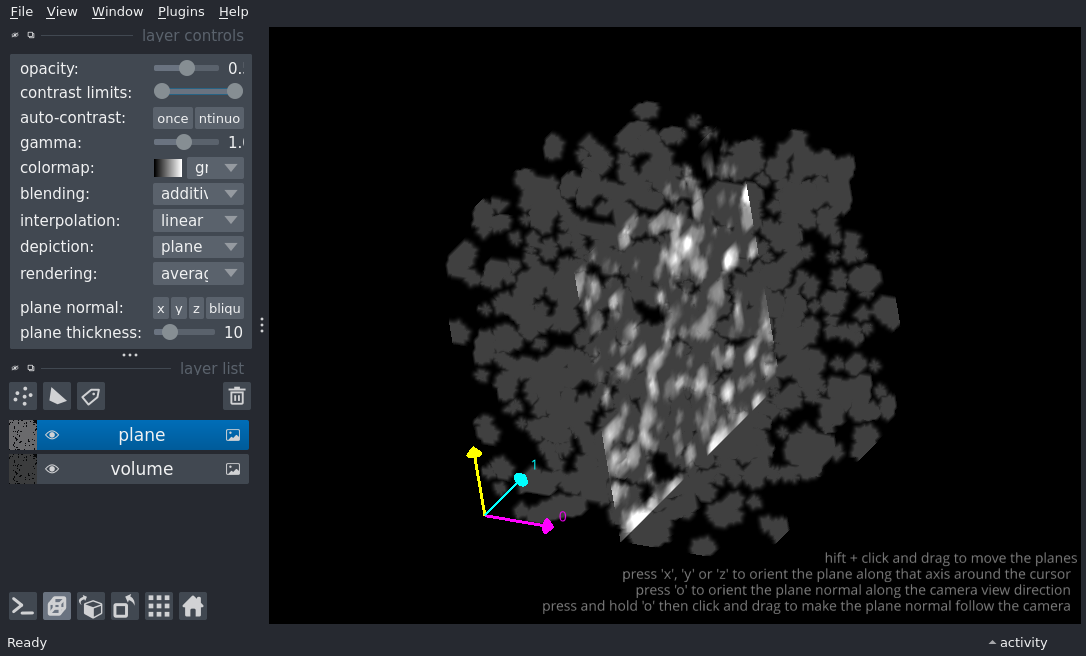 File View Window Plugins Help
layer controls
opacity: 0.
contrast limits:
auto-contrast: once ntinuo
gamma: 1.
colormap: gr
blending: additiv
interpolation: linear
depiction: plane
rendering: averag
plane normal: x y z bliqu
plane thickness: 10
layer list
plane
volume
1
0
hift + click and drag to move the planes
press 'x', 'y' or 'z' to orient the plane along that axis around the cursor
press 'o' to orient the plane normal along the camera view direction
press and hold 'o' then click and drag to make the plane normal follow the camera
Ready
activity